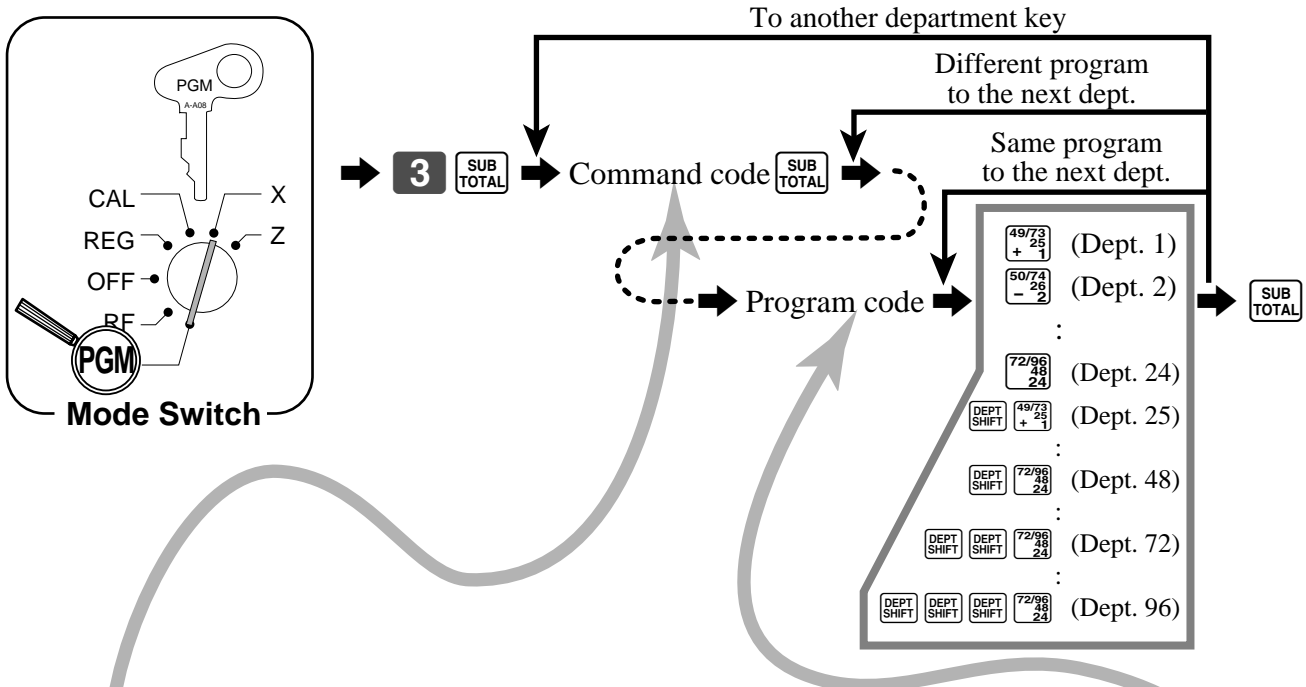 To another department key
Different program
to the next dept.
Same program
to the next dept.
PGM
A-A08
CAL
X
REG
Z
OFF
RF
PGM
Mode Switch
3
SUB
TOTAL
Command code
SUB
TOTAL
Program code
49/73
25
+ 1
(Dept. 1)
50/74
26
– 2
(Dept. 2)
:
72/96
48
24
(Dept. 24)
DEPT
SHIFT
49/73
25
+ 1
(Dept. 25)
:
DEPT
SHIFT
72/96
48
24
(Dept. 48)
:
DEPT
SHIFT
DEPT
SHIFT
72/96
48
24
(Dept. 72)
:
DEPT
SHIFT
DEPT
SHIFT
DEPT
SHIFT
72/96
48
24
(Dept. 96)
SUB
TOTAL